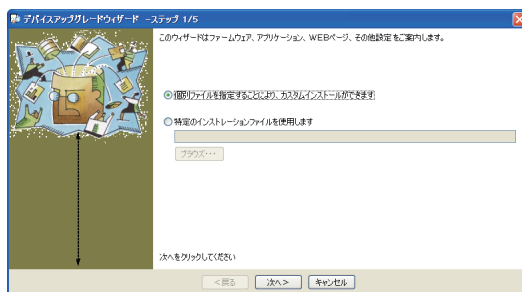 デバイスアップグレードウィザード -ステップ 1/5
このウィザードはファームウェア、アプリケーション、WEBページ、その他設定をご案内します。
個別ファイルを指定することにより、カスタムインストールができます
特定のインストレーションファイルを使用します
ブラウズ・・・
次へをクリックしてください
<戻る 次へ> キャンセル